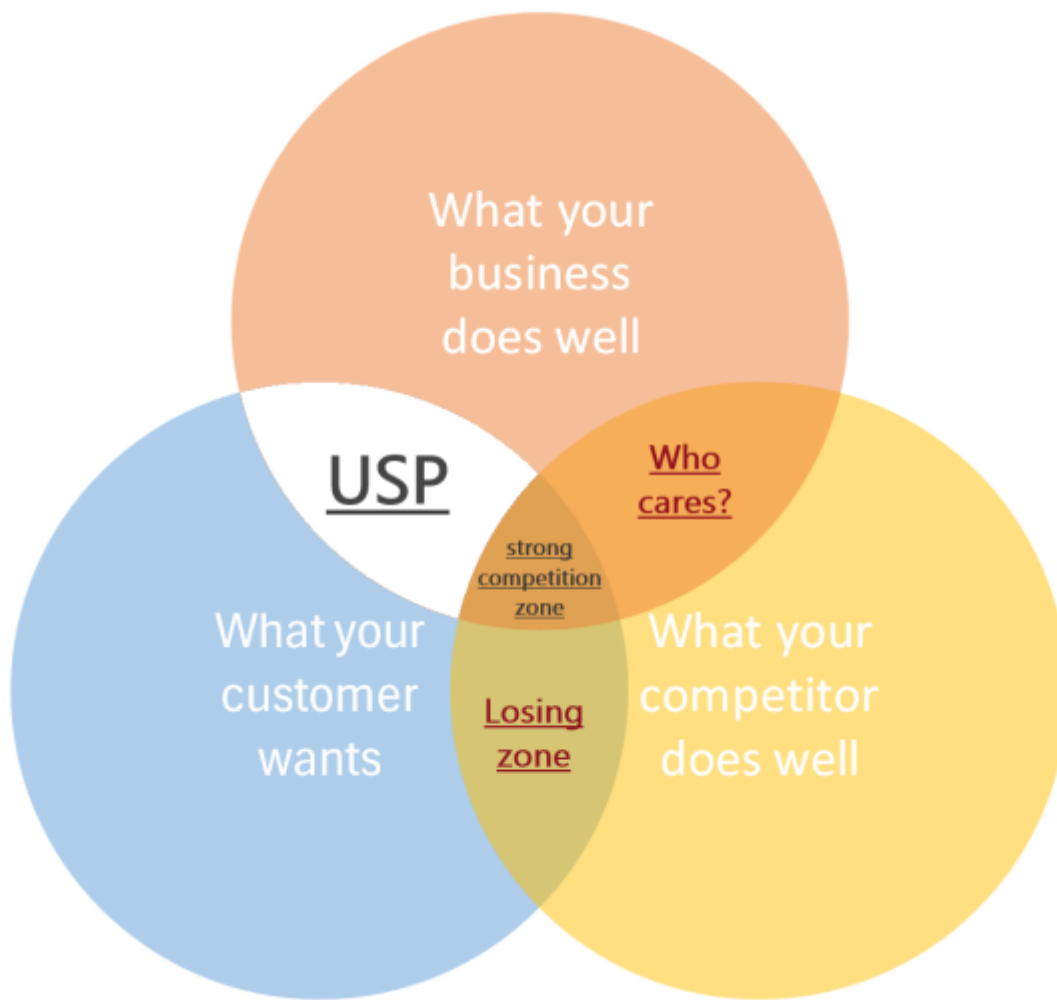 What your
business
does well
USP
Who
cares?
strong
competition
zone
What your
customer
wants
What your
competitor
does well
Losing
zone